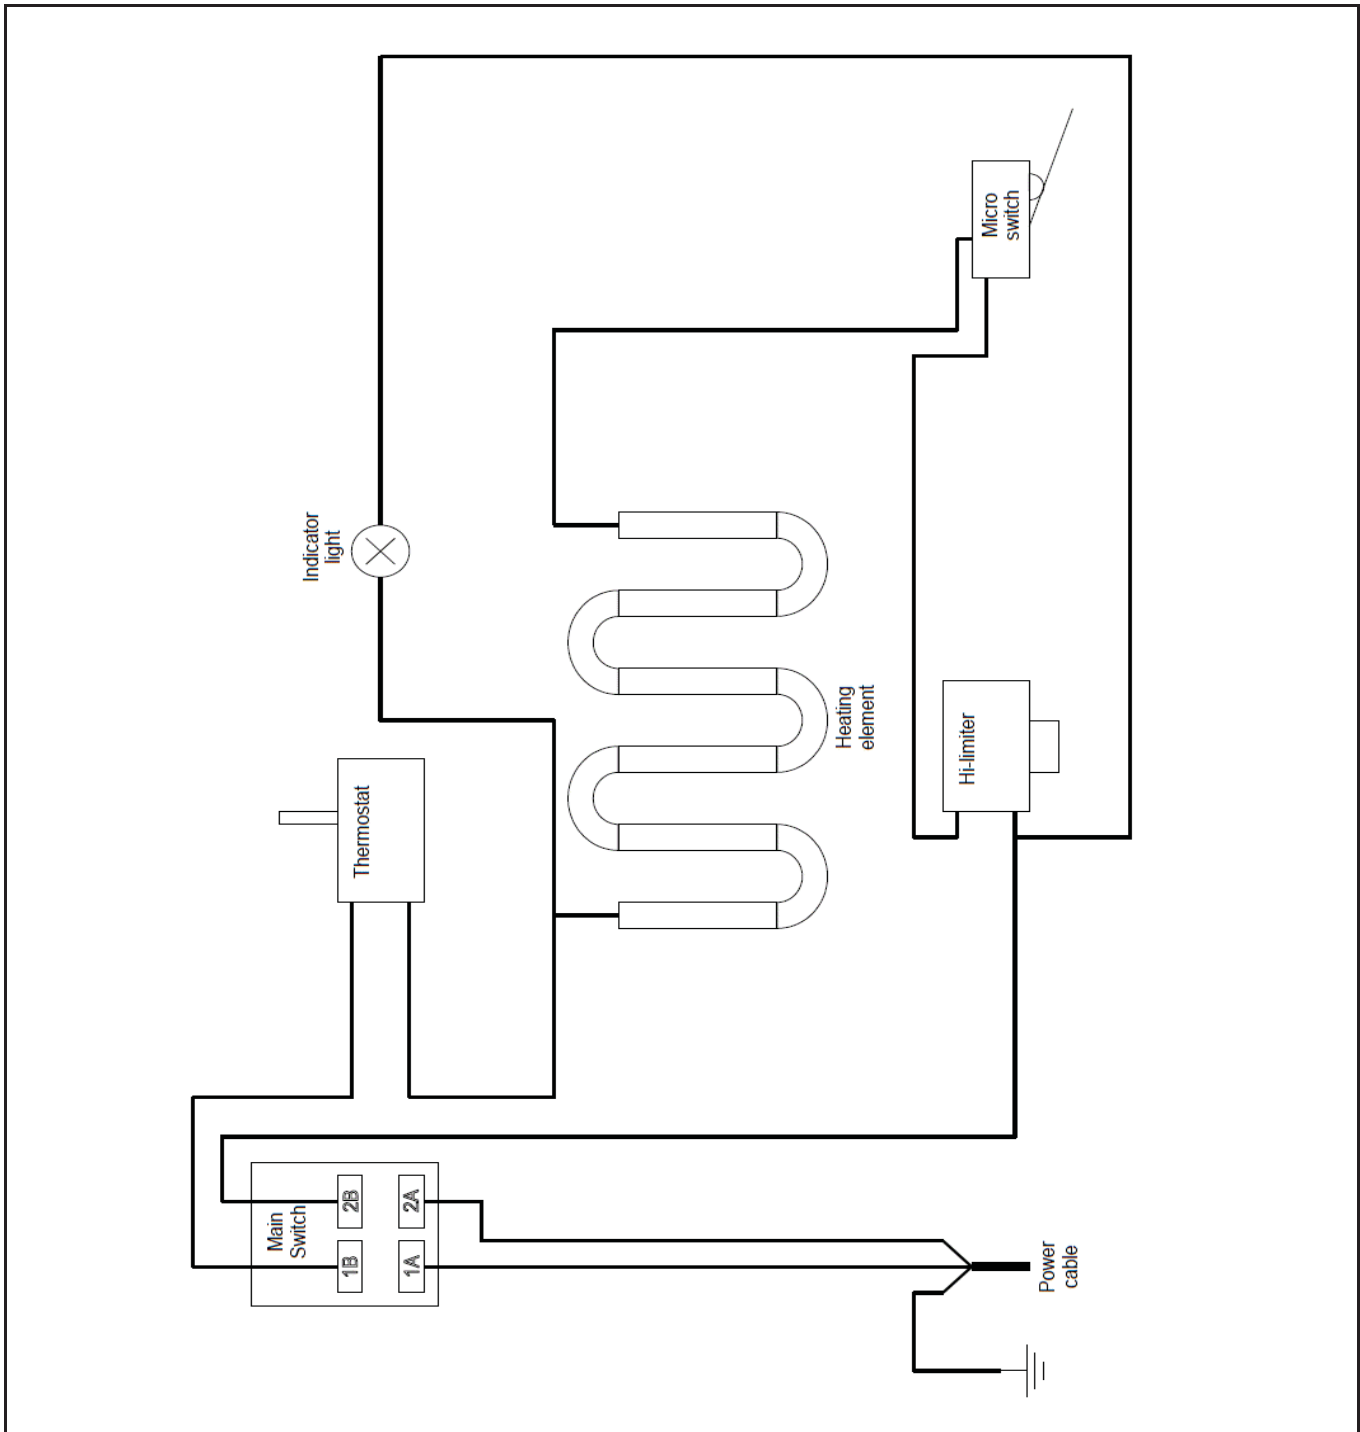 Micro
switch
Indicator
light
Heating
element
Hi-limiter
Thermostat
Main
Switch
2B
2A
1B
1A
Power
cable